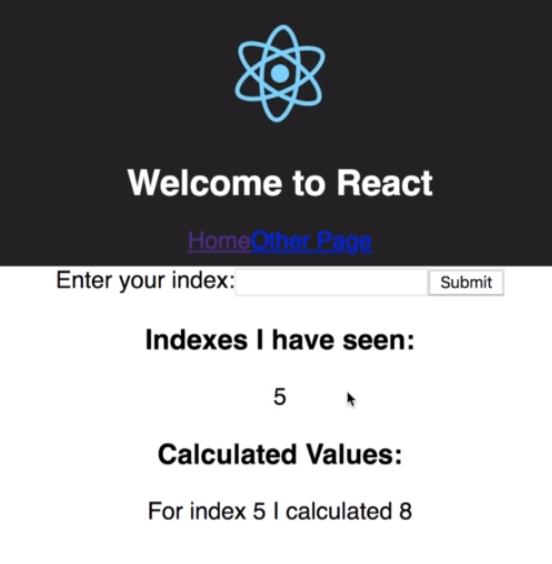 Welcome to React
HomeOther Page
Enter your index: Submit
Indexes I have seen:
5
Calculated Values:
For index 5 I calculated 8